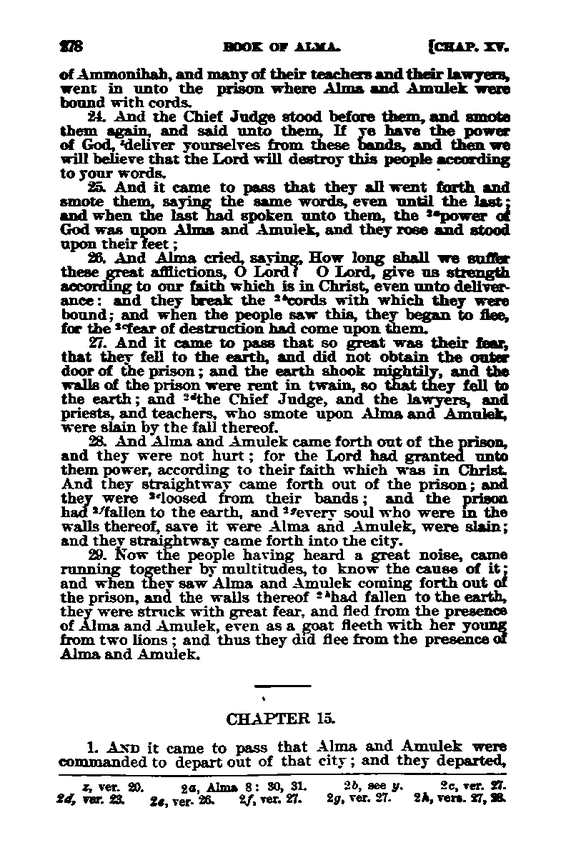 278 BOOK OF ALMA. [CHAP. XV.
of Ammonihah, and many of their teachers and their lawyers,
went in unto the prison where Alma and Amulek were
bound with cords.
24. And the Chief Judge stood before them, and smote
them again, and said unto them, If ye have the power
of God, ᶻdeliver yourselves from these bands, and then we
will believe that the Lord will destroy this people according
to your words.
25. And it came to pass that they all went forth and
smote them, saying the same words, even until the last;
and when the last had spoken unto them, the ²ᵃpower of
God was upon Alma and Amulek, and they rose and stood
upon their feet;
26. And Alma cried, saying, How long shall we suffer
these great afflictions, O Lord? O Lord, give us strength
according to our faith which is in Christ, even unto deliver-
ance: and they break the ²ᵇcords with which they were
bound; and when the people saw this, they began to flee,
for the ²ᶜfear of destruction had come upon them.
27. And it came to pass that so great was their fear,
that they fell to the earth, and did not obtain the outer
door of the prison; and the earth shook mightily, and the
walls of the prison were rent in twain, so that they fell to
the earth; and ²ᵈthe Chief Judge, and the lawyers, and
priests, and teachers, who smote upon Alma and Amulek,
were slain by the fall thereof.
28. And Alma and Amulek came forth out of the prison,
and they were not hurt; for the Lord had granted unto
them power, according to their faith which was in Christ.
And they straightway came forth out of the prison; and
they were ²ᵉloosed from their bands; and the prison
had ²ᶠfallen to the earth, and ²ᵍevery soul who were in the
walls thereof, save it were Alma and Amulek, were slain;
and they straightway came forth into the city.
29. Now the people having heard a great noise, came
running together by multitudes, to know the cause of it;
and when they saw Alma and Amulek coming forth out of
the prison, and the walls thereof ²ʰhad fallen to the earth,
they were struck with great fear, and fled from the presence
of Alma and Amulek, even as a goat fleeth with her young
from two lions; and thus they did flee from the presence of
Alma and Amulek.
CHAPTER 15.
1. AND it came to pass that Alma and Amulek were
commanded to depart out of that city; and they departed,
z, ver. 20. 2a, Alma 8: 30, 31. 2b, see y. 2c, ver. 27.
2d, ver. 23. 2e, ver. 26. 2f, ver. 27. 2g, ver. 27. 2h, vers. 27, 28.